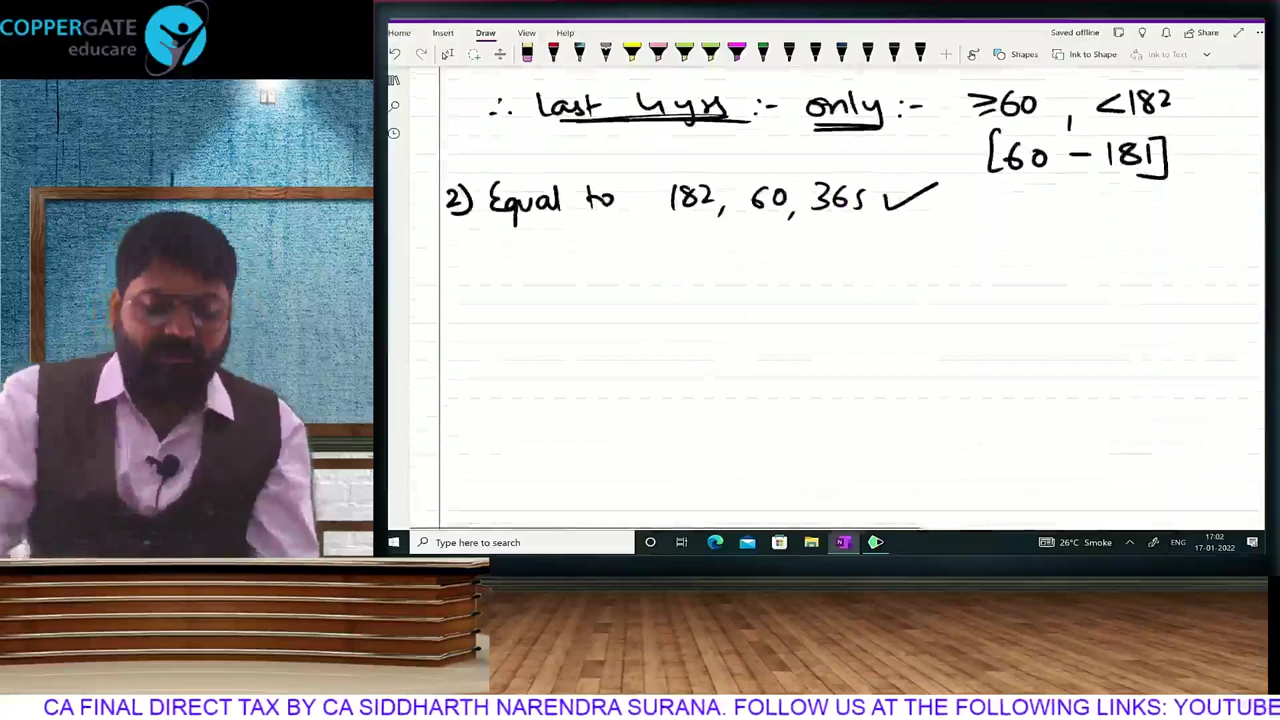 COPPERGATE
educare
Home Insert Draw View Help
Saved offline
Share
Shapes
Ink to Shape
Ink to Text
∴ Last 4 yrs :- only :- ≥60 , <182
[60 - 181]
2) Equal to 182, 60, 365 ✓
Type here to search
26°C Smoke
ENG
17:02
17-01-2022
CA FINAL DIRECT TAX BY CA SIDDHARTH NARENDRA SURANA. FOLLOW US AT THE FOLLOWING LINKS: YOUTUBE